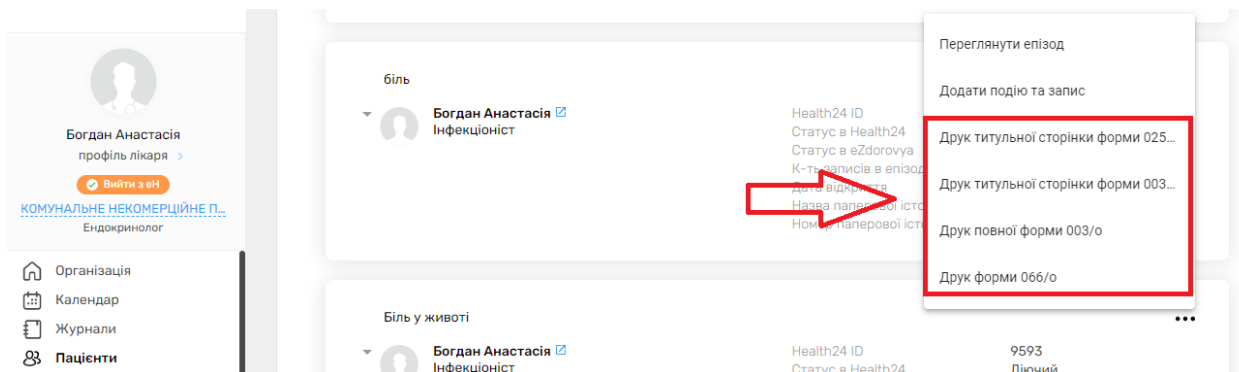 Богдан Анастасія
профіль лікаря >
Вийти з еН
КОМУНАЛЬНЕ НЕКОМЕРЦІЙНЕ П...
Ендокринолог
Організація
Календар
Журнали
Пацієнти
біль
Богдан Анастасія
Інфекціоніст
Health24 ID
Статус в Health24
Статус в eZdorovya
К-ть записів в епізод
Дата відкриття
Назва паперової істо
Номер паперової істо
Переглянути епізод
Додати подію та запис
Друк титульної сторінки форми 025...
Друк титульної сторінки форми 003...
Друк повної форми 003/о
Друк форми 066/о
Біль у животі
Богдан Анастасія
Інфекціоніст
Health24 ID
9593
Статус в Health24
Діючий